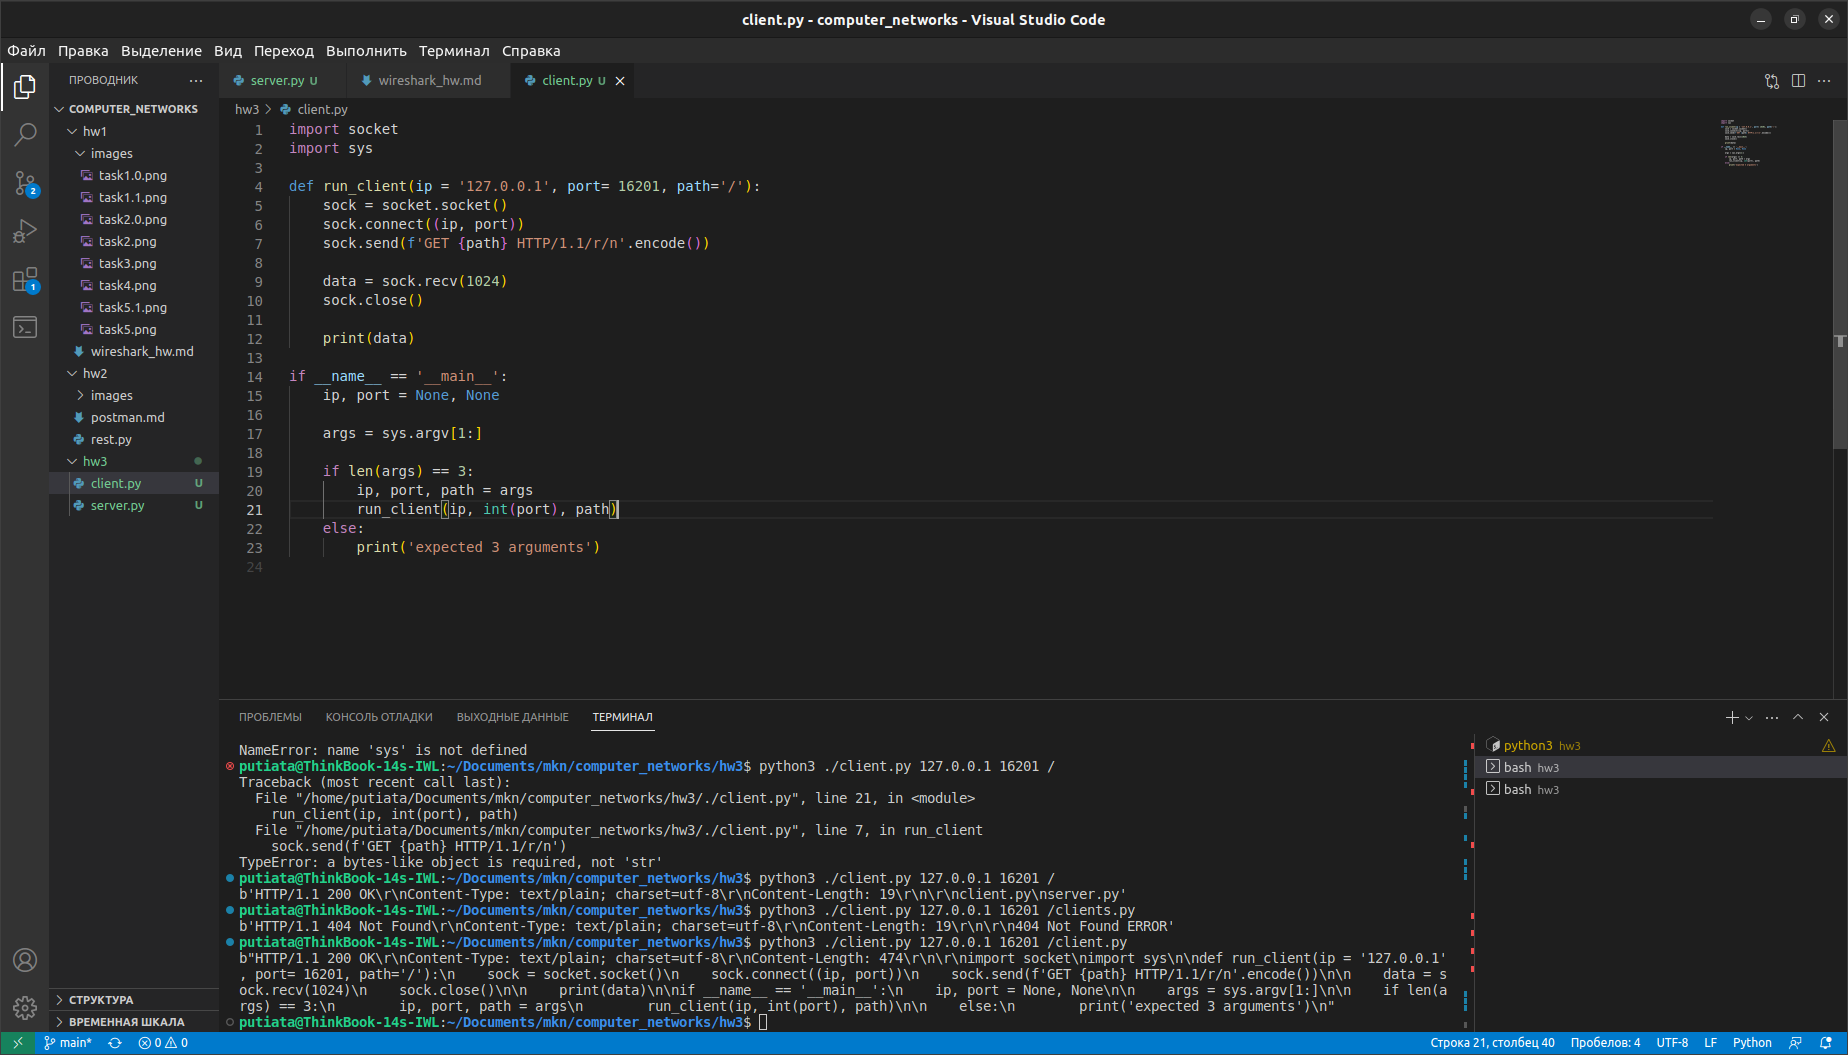 client.py - computer_networks - Visual Studio Code
Файл Правка Выделение Вид Переход Выполнить Терминал Справка
ПРОВОДНИК
COMPUTER_NETWORKS
hw1
images
task1.0.png
task1.1.png
task2.0.png
task2.png
task3.png
task4.png
task5.1.png
task5.png
wireshark_hw.md
hw2
images
postman.md
rest.py
hw3
client.py U
server.py U
СТРУКТУРА
ВРЕМЕННАЯ ШКАЛА
2
1
server.py U wireshark_hw.md client.py U
hw3 > client.py
1 import socket
2 import sys
3
4 def run_client(ip = '127.0.0.1', port= 16201, path='/'):
5     sock = socket.socket()
6     sock.connect((ip, port))
7     sock.send(f'GET {path} HTTP/1.1/r/n'.encode())
8
9     data = sock.recv(1024)
10     sock.close()
11
12     print(data)
13
14 if __name__ == '__main__':
15     ip, port = None, None
16
17     args = sys.argv[1:]
18
19     if len(args) == 3:
20         ip, port, path = args
21         run_client(ip, int(port), path)
22     else:
23         print('expected 3 arguments')
24
ПРОБЛЕМЫ КОНСОЛЬ ОТЛАДКИ ВЫХОДНЫЕ ДАННЫЕ ТЕРМИНАЛ
NameError: name 'sys' is not defined
putiata@ThinkBook-14s-IWL:~/Documents/mkn/computer_networks/hw3$ python3 ./client.py 127.0.0.1 16201 /
Traceback (most recent call last):
  File "/home/putiata/Documents/mkn/computer_networks/hw3/./client.py", line 21, in <module>
    run_client(ip, int(port), path)
  File "/home/putiata/Documents/mkn/computer_networks/hw3/./client.py", line 7, in run_client
    sock.send(f'GET {path} HTTP/1.1/r/n')
TypeError: a bytes-like object is required, not 'str'
putiata@ThinkBook-14s-IWL:~/Documents/mkn/computer_networks/hw3$ python3 ./client.py 127.0.0.1 16201 /
b'HTTP/1.1 200 OK\r\nContent-Type: text/plain; charset=utf-8\r\nContent-Length: 19\r\n\r\nclient.py\nserver.py'
putiata@ThinkBook-14s-IWL:~/Documents/mkn/computer_networks/hw3$ python3 ./client.py 127.0.0.1 16201 /clients.py
b'HTTP/1.1 404 Not Found\r\nContent-Type: text/plain; charset=utf-8\r\nContent-Length: 19\r\n\r\n404 Not Found ERROR'
putiata@ThinkBook-14s-IWL:~/Documents/mkn/computer_networks/hw3$ python3 ./client.py 127.0.0.1 16201 /client.py
b"HTTP/1.1 200 OK\r\nContent-Type: text/plain; charset=utf-8\r\nContent-Length: 474\r\n\r\nimport socket\nimport sys\n\ndef run_client(ip = '127.0.0.1'
, port= 16201, path='/'):\n    sock = socket.socket()\n    sock.connect((ip, port))\n    sock.send(f'GET {path} HTTP/1.1/r/n'.encode())\n\n    data = s
ock.recv(1024)\n    sock.close()\n\n    print(data)\n\nif __name__ == '__main__':\n    ip, port = None, None\n\n    args = sys.argv[1:]\n\n    if len(a
rgs) == 3:\n        ip, port, path = args\n        run_client(ip, int(port), path)\n\n    else:\n        print('expected 3 arguments')\n"
putiata@ThinkBook-14s-IWL:~/Documents/mkn/computer_networks/hw3$
python3 hw3
bash hw3
bash hw3
main* 0 0 Строка 21, столбец 40 Пробелов: 4 UTF-8 LF Python